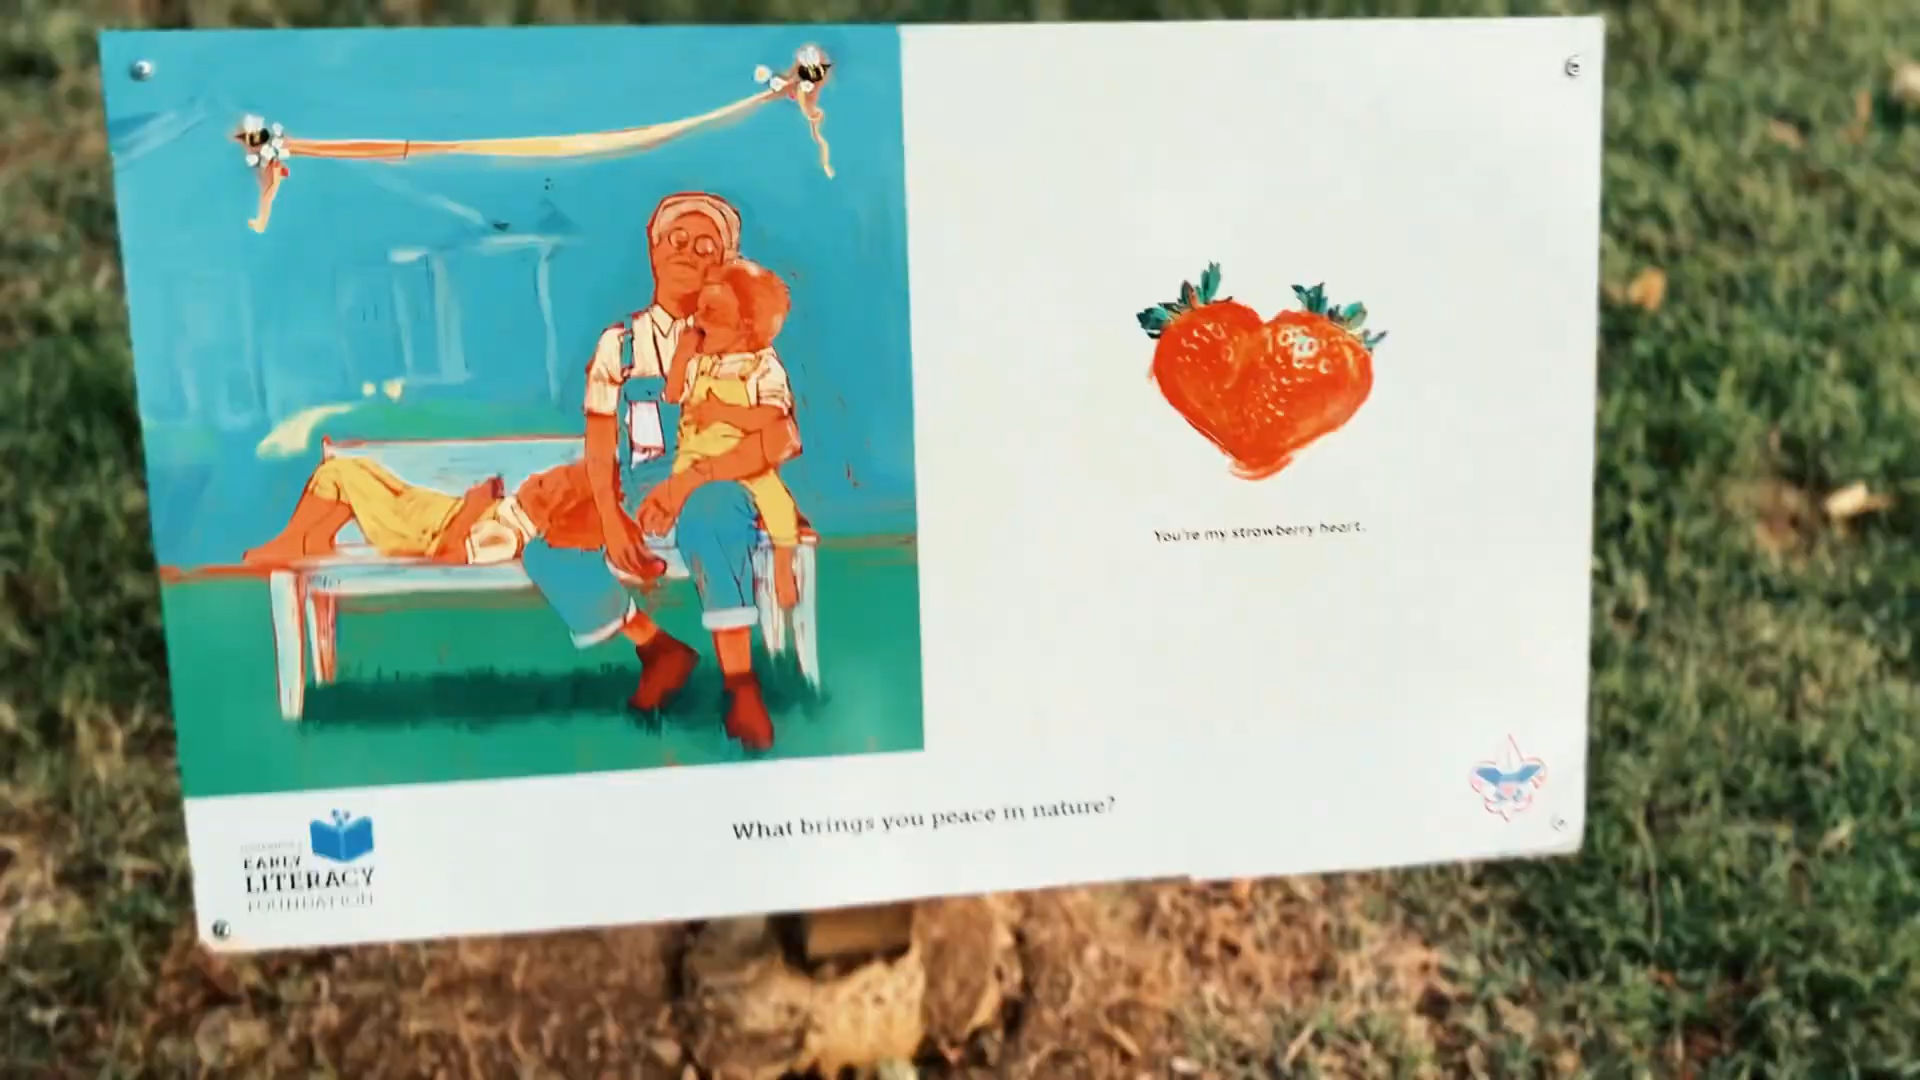 You're my strawberry heart.
What brings you peace in nature?
EARLY
LITERACY
FOUNDATION